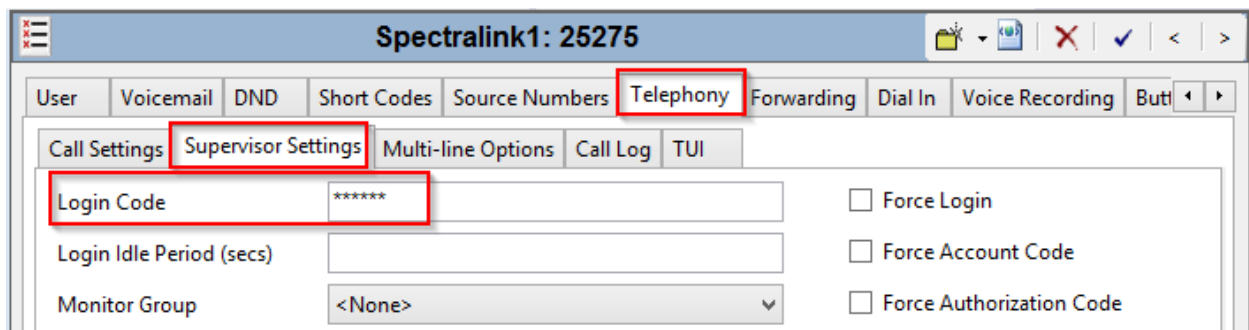 Spectralink1: 25275
User Voicemail DND Short Codes Source Numbers Telephony Forwarding Dial In Voice Recording Butt
Call Settings Supervisor Settings Multi-line Options Call Log TUI
Login Code ****** Force Login
Login Idle Period (secs) Force Account Code
Monitor Group <None> Force Authorization Code